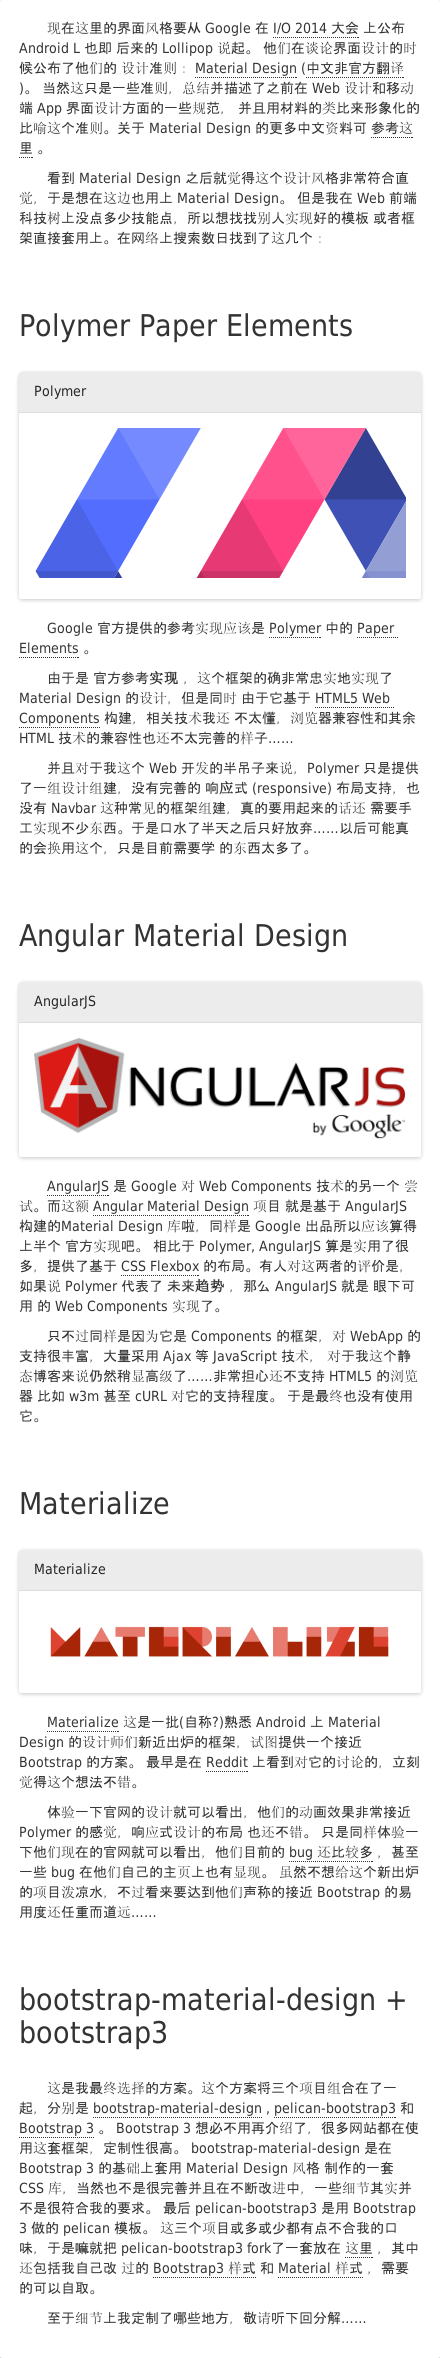 现在这里的界面风格要从 Google 在 I/O 2014 大会 上公布
Android L 也即 后来的 Lollipop 说起。 他们在谈论界面设计的时
候公布了他们的 设计准则： Material Design (中文非官方翻译
)。 当然这只是一些准则，总结并描述了之前在 Web 设计和移动
端 App 界面设计方面的一些规范， 并且用材料的类比来形象化的
比喻这个准则。关于 Material Design 的更多中文资料可 参考这
里 。
看到 Material Design 之后就觉得这个设计风格非常符合直
觉，于是想在这边也用上 Material Design。 但是我在 Web 前端
科技树上没点多少技能点，所以想找找别人实现好的模板 或者框
架直接套用上。在网络上搜索数日找到了这几个：
Polymer Paper Elements
Polymer
Google 官方提供的参考实现应该是 Polymer 中的 Paper
Elements 。
由于是 官方参考实现 ，这个框架的确非常忠实地实现了
Material Design 的设计，但是同时 由于它基于 HTML5 Web
Components 构建，相关技术我还 不太懂，浏览器兼容性和其余
HTML 技术的兼容性也还不太完善的样子……
并且对于我这个 Web 开发的半吊子来说，Polymer 只是提供
了一组设计组建，没有完善的 响应式 (responsive) 布局支持，也
没有 Navbar 这种常见的框架组建，真的要用起来的话还 需要手
工实现不少东西。于是口水了半天之后只好放弃……以后可能真
的会换用这个，只是目前需要学 的东西太多了。
Angular Material Design
AngularJS
ANGULARJS
by Google
AngularJS 是 Google 对 Web Components 技术的另一个 尝
试。而这额 Angular Material Design 项目 就是基于 AngularJS
构建的Material Design 库啦，同样是 Google 出品所以应该算得
上半个 官方实现吧。 相比于 Polymer, AngularJS 算是实用了很
多，提供了基于 CSS Flexbox 的布局。有人对这两者的评价是，
如果说 Polymer 代表了 未来趋势 ，那么 AngularJS 就是 眼下可
用 的 Web Components 实现了。
只不过同样是因为它是 Components 的框架，对 WebApp 的
支持很丰富，大量采用 Ajax 等 JavaScript 技术， 对于我这个静
态博客来说仍然稍显高级了……非常担心还不支持 HTML5 的浏览
器 比如 w3m 甚至 cURL 对它的支持程度。 于是最终也没有使用
它。
Materialize
Materialize
MATERIALIZE
Materialize 这是一批(自称?)熟悉 Android 上 Material
Design 的设计师们新近出炉的框架，试图提供一个接近
Bootstrap 的方案。 最早是在 Reddit 上看到对它的讨论的，立刻
觉得这个想法不错。
体验一下官网的设计就可以看出，他们的动画效果非常接近
Polymer 的感觉，响应式设计的布局 也还不错。 只是同样体验一
下他们现在的官网就可以看出，他们目前的 bug 还比较多 ，甚至
一些 bug 在他们自己的主页上也有显现。 虽然不想给这个新出炉
的项目泼凉水，不过看来要达到他们声称的接近 Bootstrap 的易
用度还任重而道远……
bootstrap-material-design +
bootstrap3
这是我最终选择的方案。这个方案将三个项目组合在了一
起，分别是 bootstrap-material-design , pelican-bootstrap3 和
Bootstrap 3 。 Bootstrap 3 想必不用再介绍了，很多网站都在使
用这套框架，定制性很高。 bootstrap-material-design 是在
Bootstrap 3 的基础上套用 Material Design 风格 制作的一套
CSS 库，当然也不是很完善并且在不断改进中，一些细节其实并
不是很符合我的要求。 最后 pelican-bootstrap3 是用 Bootstrap
3 做的 pelican 模板。 这三个项目或多或少都有点不合我的口
味，于是嘛就把 pelican-bootstrap3 fork了一套放在 这里 ，其中
还包括我自己改 过的 Bootstrap3 样式 和 Material 样式 ，需要
的可以自取。
至于细节上我定制了哪些地方，敬请听下回分解……